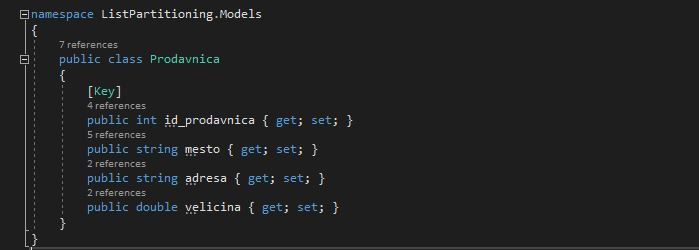 namespace ListPartitioning.Models
{
7 references
public class Prodavnica
{
[Key]
4 references
public int id_prodavnica { get; set; }
5 references
public string mesto { get; set; }
2 references
public string adresa { get; set; }
2 references
public double velicina { get; set; }
}
}